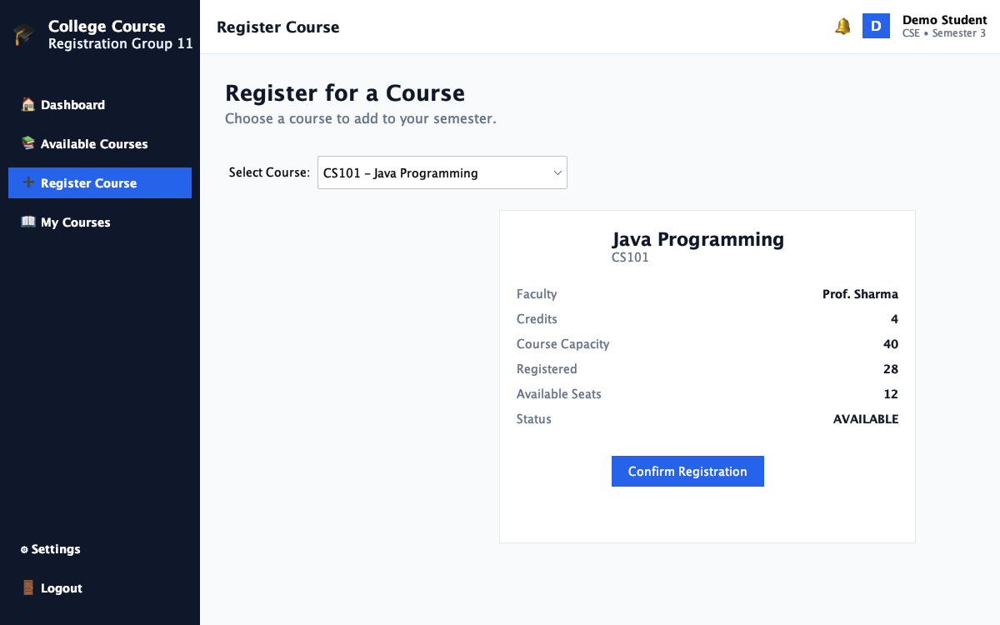 College Course
Registration Group 11
Dashboard
Available Courses
Register Course
My Courses
Settings
Logout
Register Course
D
Demo Student
CSE • Semester 3
Register for a Course
Choose a course to add to your semester.
Select Course: CS101 – Java Programming
Java Programming
CS101
Faculty Prof. Sharma
Credits 4
Course Capacity 40
Registered 28
Available Seats 12
Status AVAILABLE
Confirm Registration